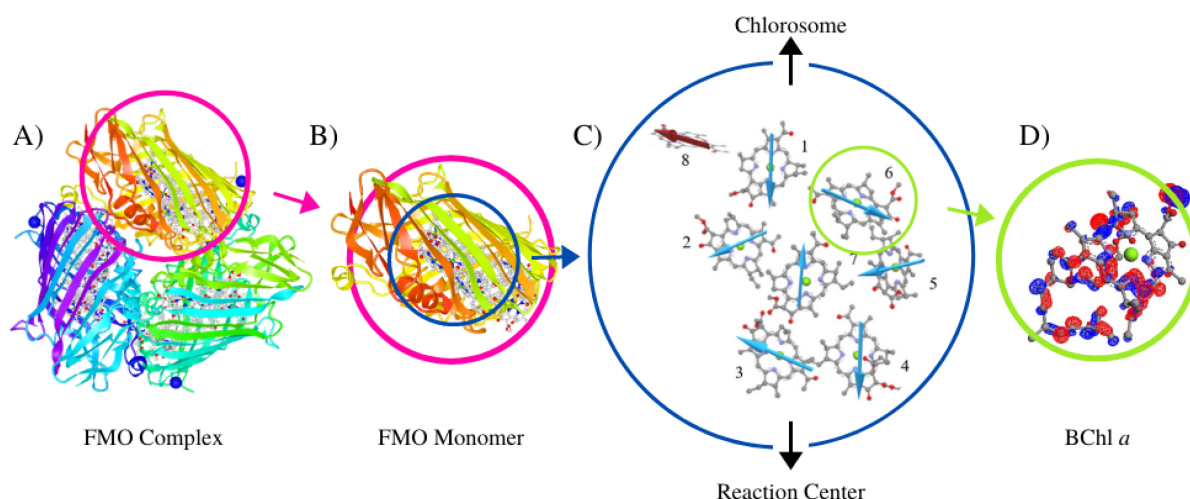 Chlorosome
A)
B)
C)
D)
8
1
6
2
7
5
3
4
FMO Complex
FMO Monomer
BChl a
Reaction Center